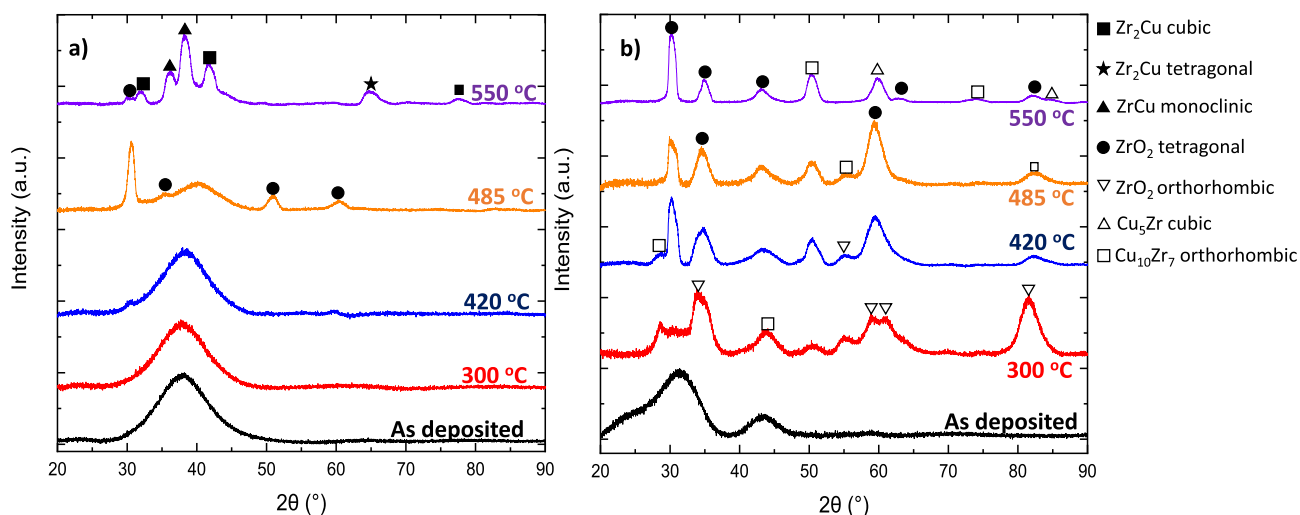 a)
550 °C
485 °C
420 °C
300 °C
As deposited
Intensity (a.u.)
20 30 40 50 60 70 80 90
2θ (°)
b)
550 °C
485 °C
420 °C
300 °C
As deposited
Intensity (a.u.)
20 30 40 50 60 70 80 90
2θ (°)
Zr₂Cu cubic
Zr₂Cu tetragonal
ZrCu monoclinic
ZrO₂ tetragonal
ZrO₂ orthorhombic
Cu₅Zr cubic
Cu₁₀Zr₇ orthorhombic